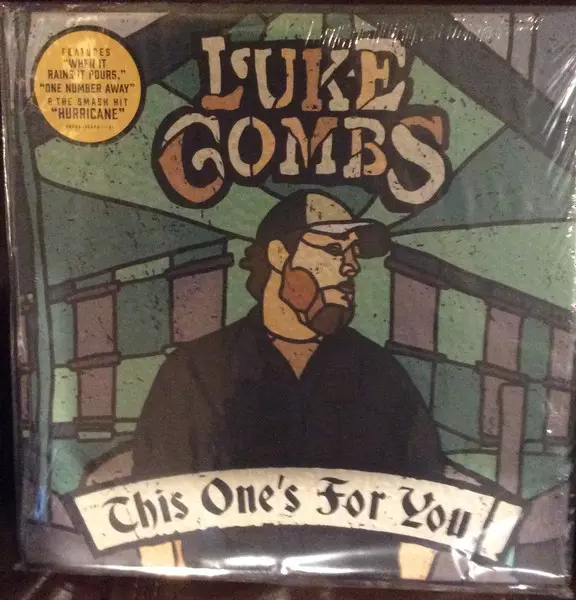 FEATURES
"WHEN IT
RAINS IT POURS,"
"ONE NUMBER AWAY"
& THE SMASH HIT
"HURRICANE"
LUKE
COMBS
This One's For You